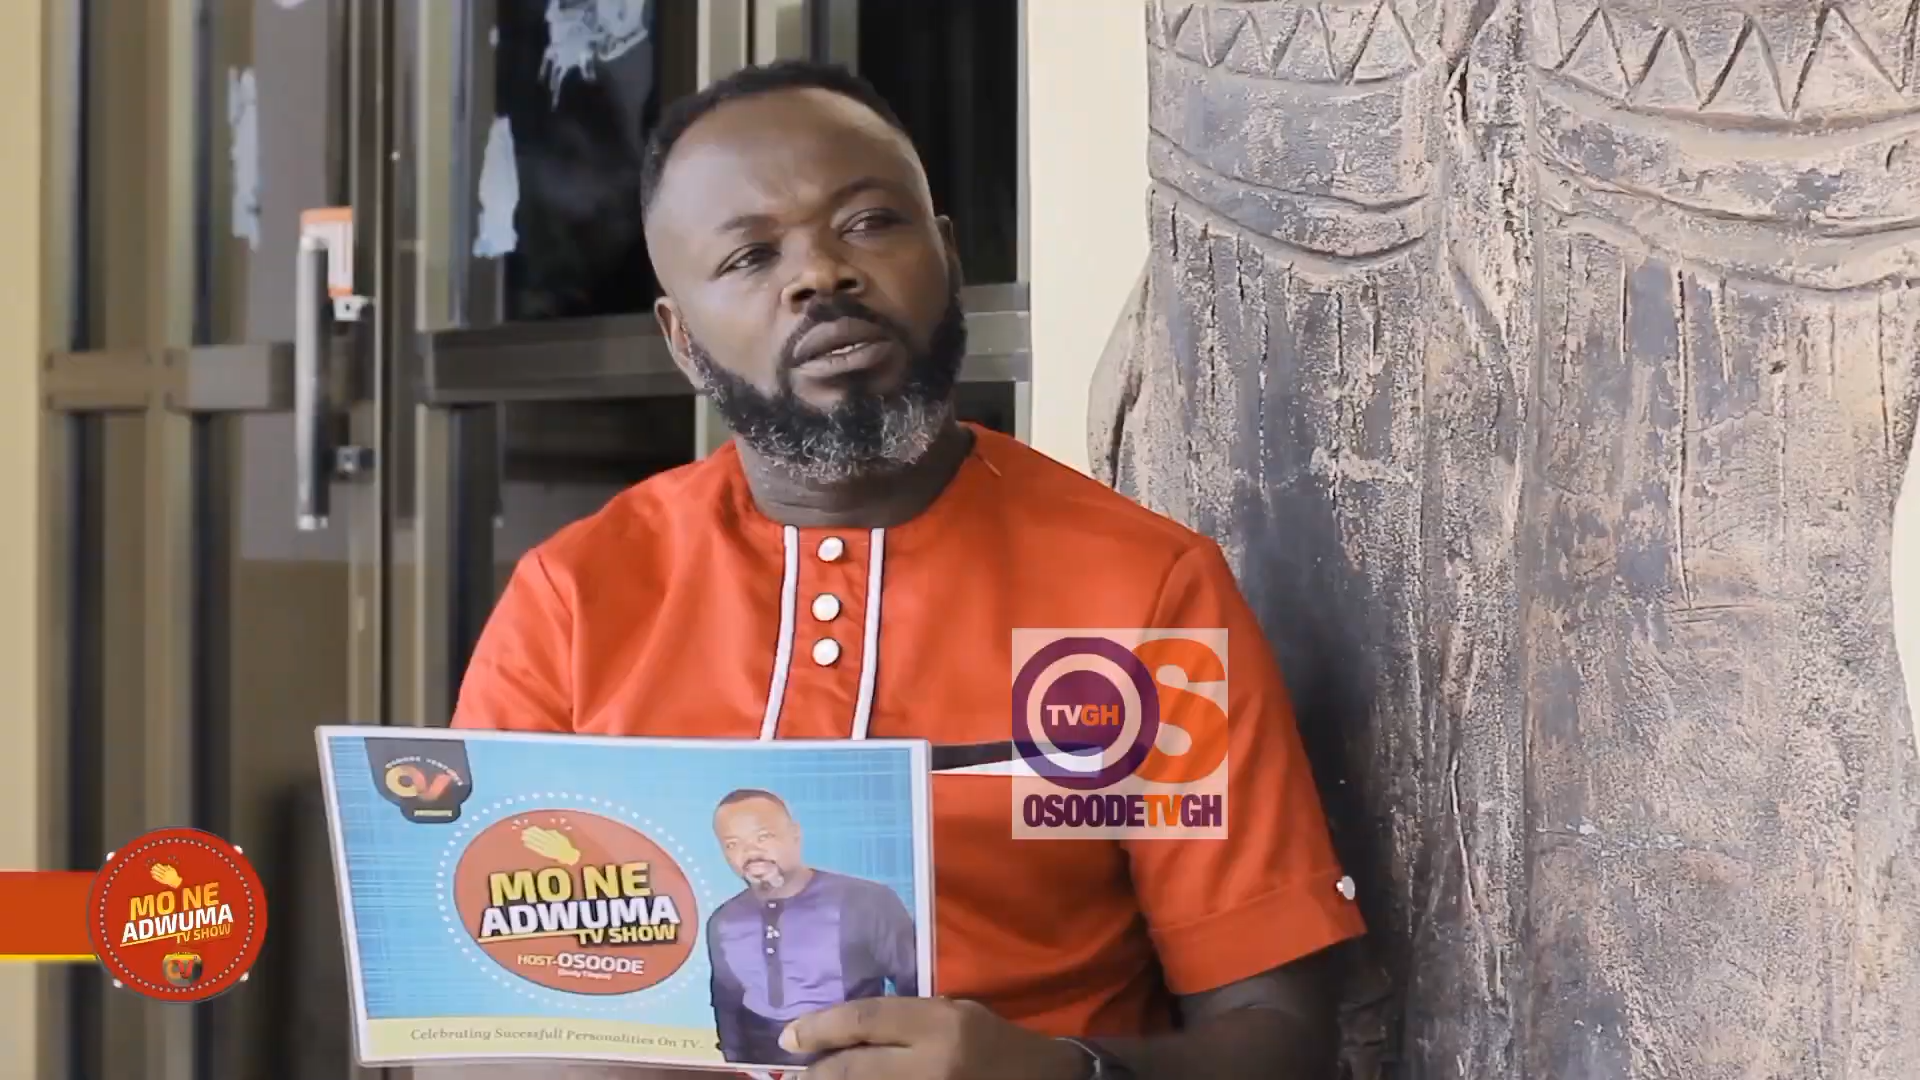 MO NE
ADWUMA
TV SHOW
HOST-OSOODE
Celebrating Sucessfull Personalities On TV.
TVGH
OS
OSOODETVGH
MO NE
ADWUMA
TV SHOW